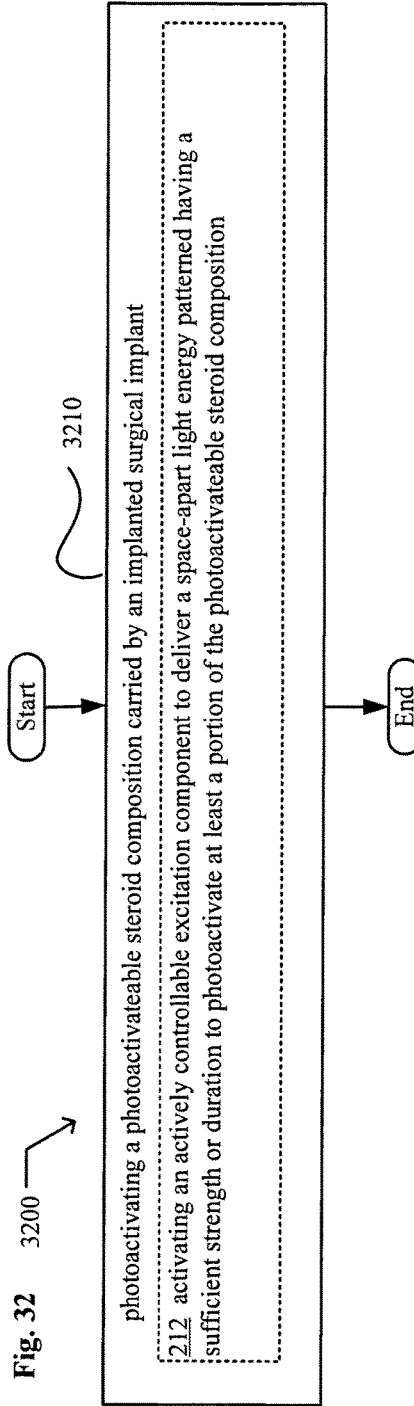 Fig. 32
3200
Start
3210
photoactivating a photoactivateable steroid composition carried by an implanted surgical implant
212 activating an actively controllable excitation component to deliver a space-apart light energy patterned having a
sufficient strength or duration to photoactivate at least a portion of the photoactivateable steroid composition
End